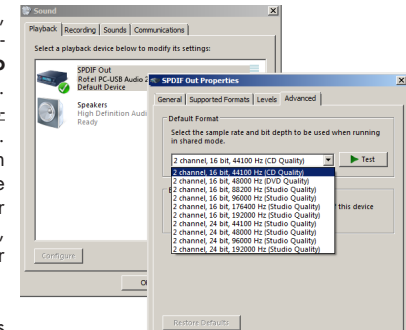 Sound
Playback
Recording
Sounds
Communications
Select a playback device below to modify its settings:
SPDIF Out
Rotel PC-USB Audio 2
Default Device
Speakers
High Definition Audi
Ready
Configure
SPDIF Out Properties
General
Supported Formats
Levels
Advanced
Default Format
Select the sample rate and bit depth to be used when running
in shared mode.
2 channel, 16 bit, 44100 Hz (CD Quality)
Test
2 channel, 16 bit, 44100 Hz (CD Quality)
2 channel, 16 bit, 48000 Hz (DVD Quality)
2 channel, 16 bit, 88200 Hz (Studio Quality)
2 channel, 16 bit, 96000 Hz (Studio Quality)
2 channel, 16 bit, 176400 Hz (Studio Quality)
2 channel, 16 bit, 192000 Hz (Studio Quality)
2 channel, 24 bit, 44100 Hz (Studio Quality)
2 channel, 24 bit, 48000 Hz (Studio Quality)
2 channel, 24 bit, 96000 Hz (Studio Quality)
2 channel, 24 bit, 192000 Hz (Studio Quality)
this device
Restore Defaults